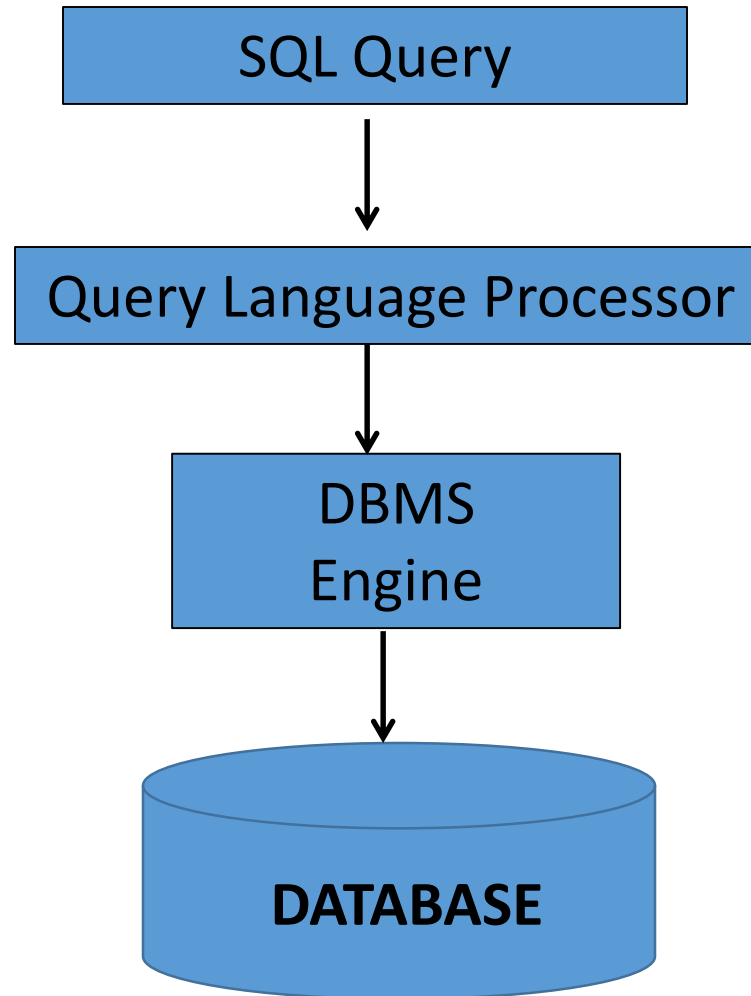 SQL Query
Query Language Processor
DBMS
Engine
DATABASE